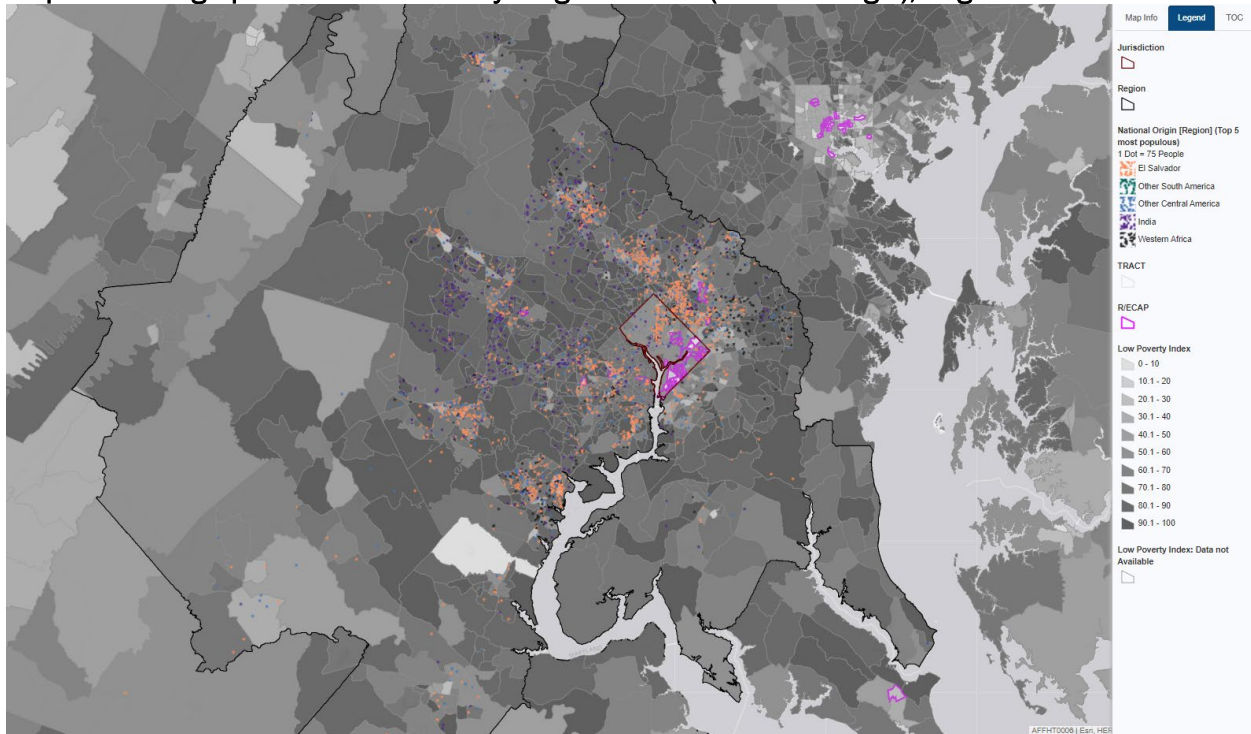 Map Info Legend TOC
Jurisdiction
Region
National Origin [Region] (Top 5
most populous)
1 Dot = 75 People
El Salvador
Other South America
Other Central America
India
Western Africa
TRACT
R/ECAP
Low Poverty Index
0 - 10
10.1 - 20
20.1 - 30
30.1 - 40
40.1 - 50
50.1 - 60
60.1 - 70
70.1 - 80
80.1 - 90
90.1 - 100
Low Poverty Index: Data not
Available
AFFHT0006 | Esri, HER